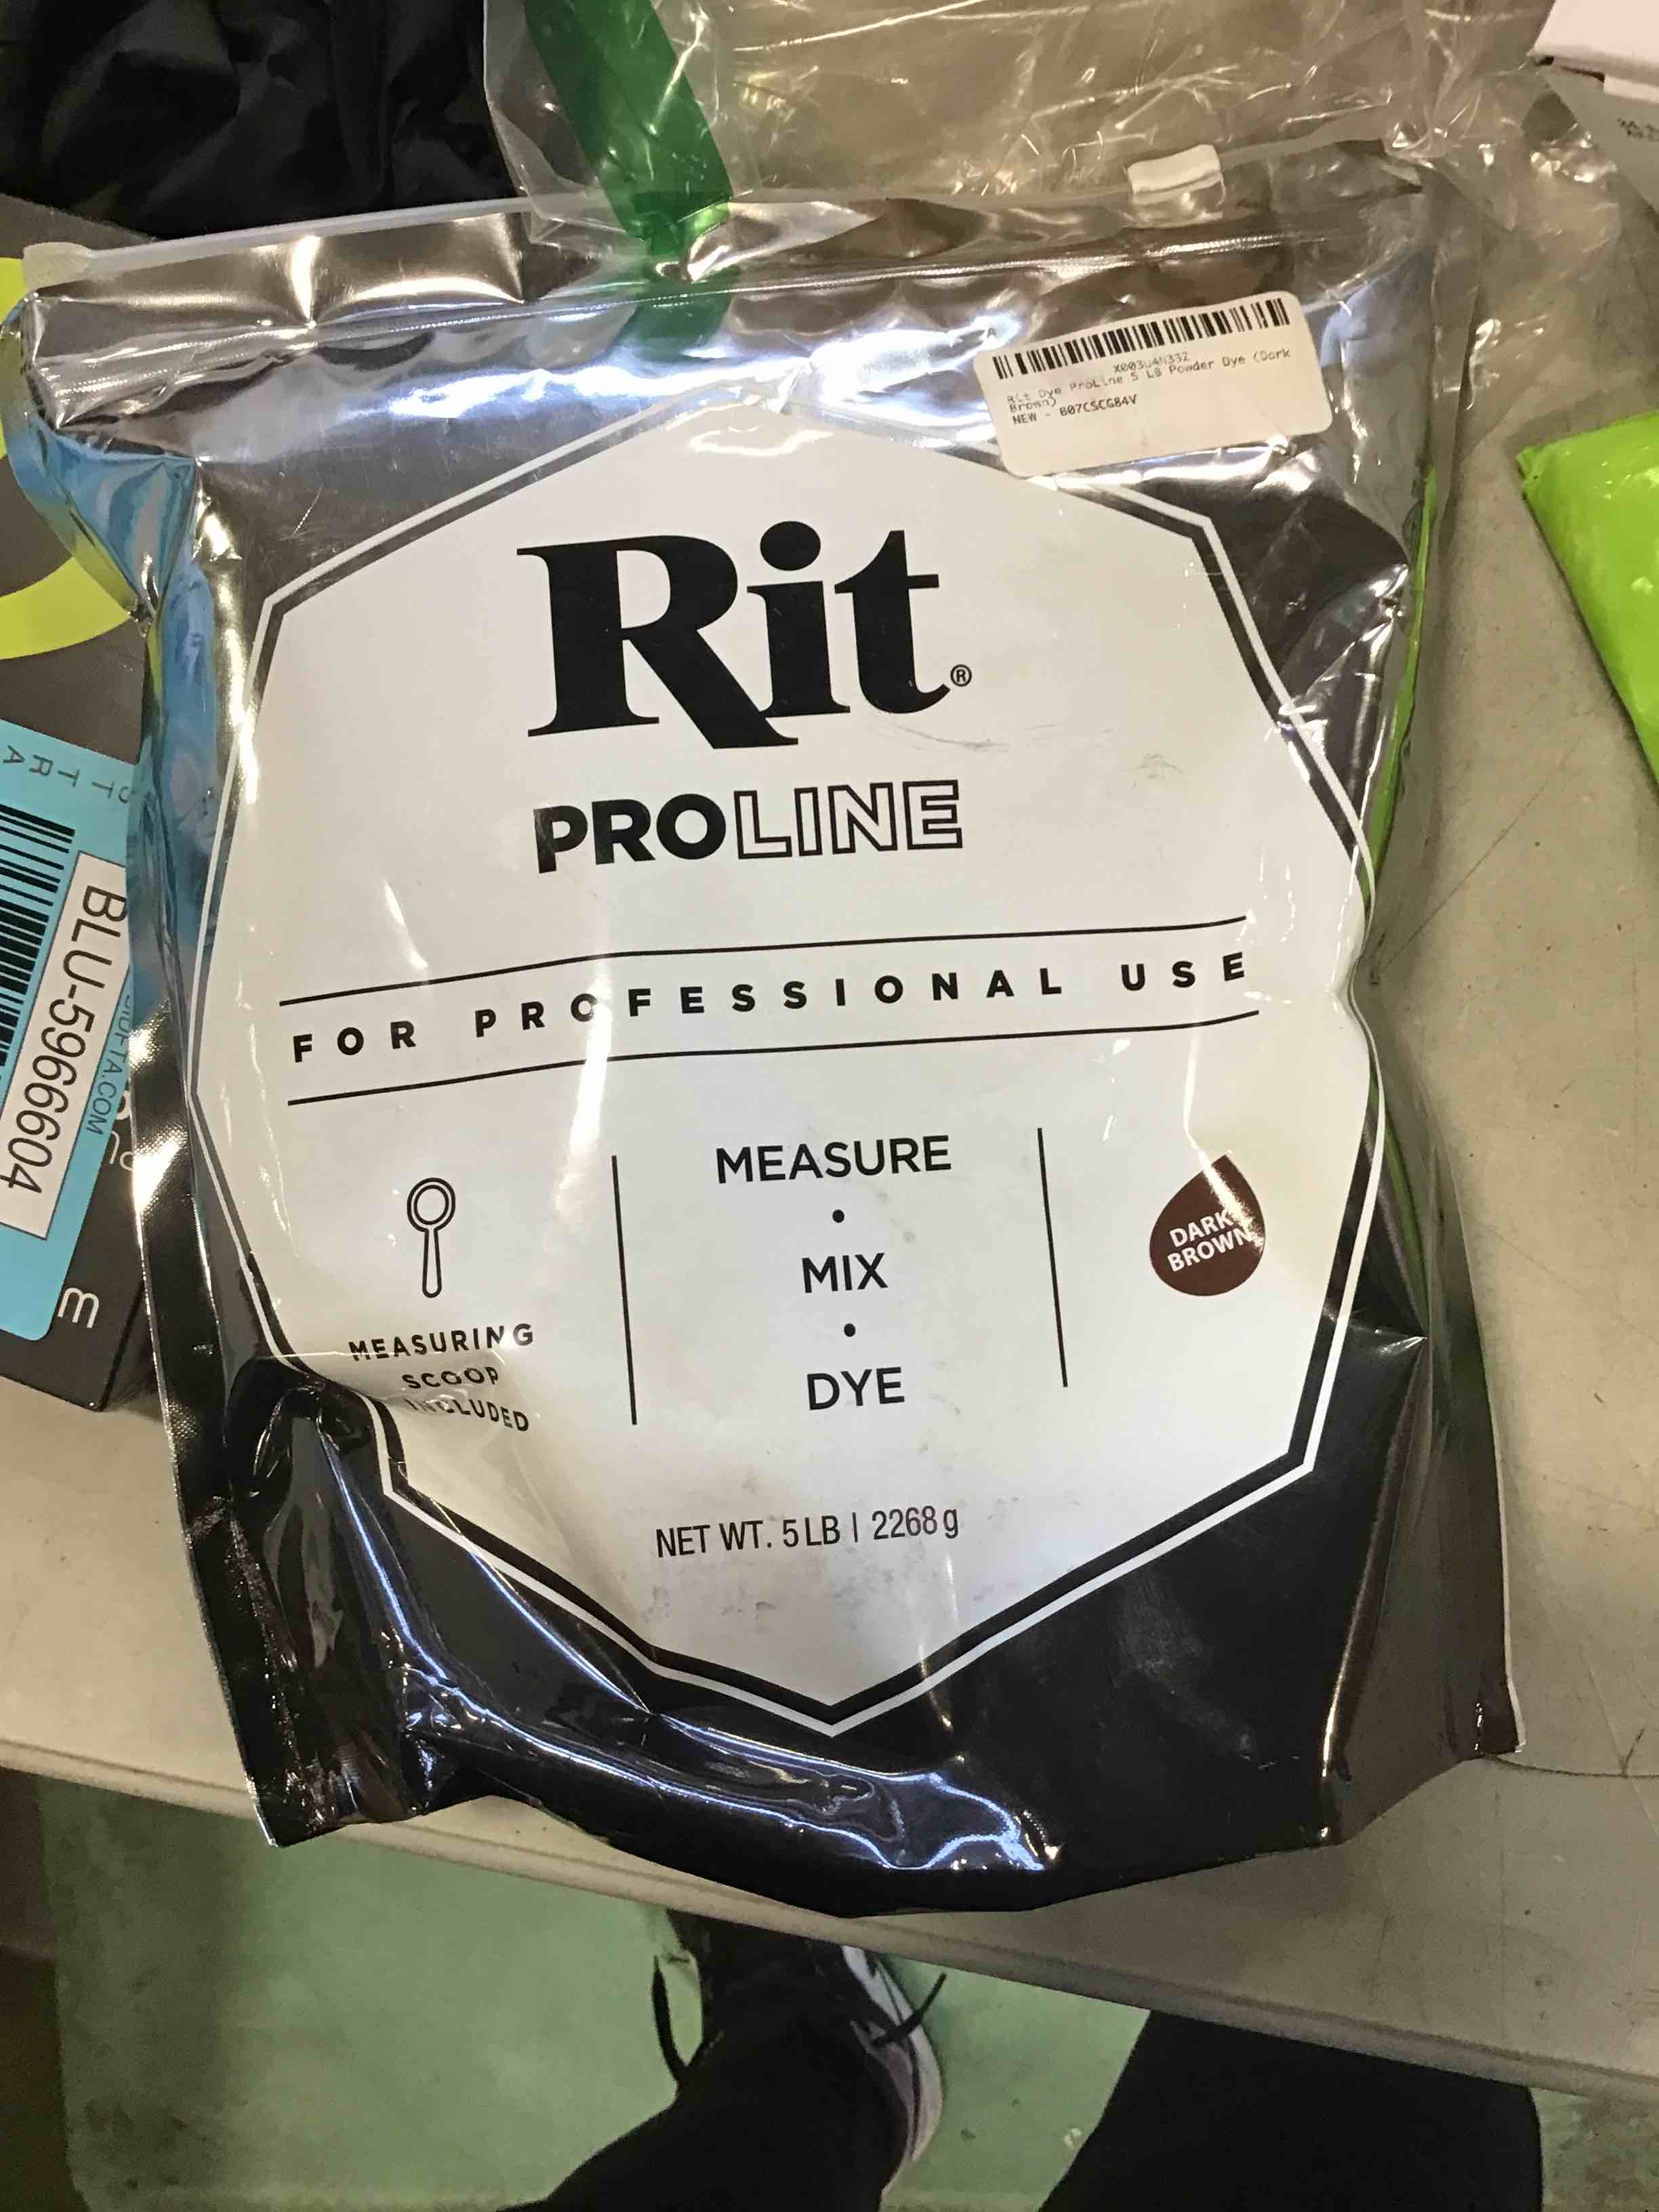 X003U4N33Z
Rit Dye ProLine 5 LB Powder Dye (Dark
Brown)
NEW - B07CSCG84V
Rit®
PROLINE
FOR PROFESSIONAL USE
MEASURING
SCOOP
INCLUDED
MEASURE
•
MIX
•
DYE
DARK
BROWN
NET WT. 5 LB | 2268 g
BLU-5966604